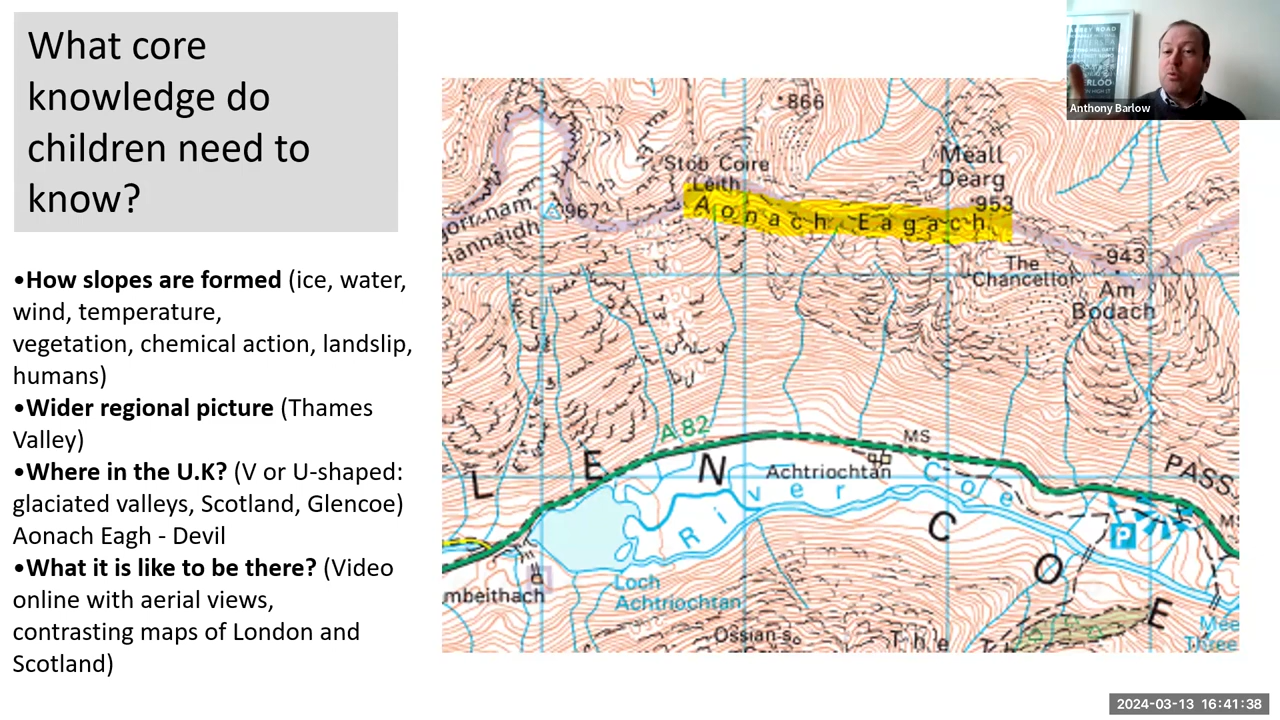 What core
knowledge do
children need to
know?
•How slopes are formed (ice, water,
wind, temperature,
vegetation, chemical action, landslip,
humans)
•Wider regional picture (Thames
Valley)
•Where in the U.K? (V or U-shaped:
glaciated valleys, Scotland, Glencoe)
Aonach Eagh - Devil
•What it is like to be there? (Video
online with aerial views,
contrasting maps of London and
Scotland)
866
Stob Coire
Leith
Meall
Dearg
953
Aonach Eagach
967
The
Chancellor
943
Am
Bodach
A 82
MS
GLEN
Achtriochtan
River Coe
PASS
P
COE
mbeithach
Loch
Achtriochtan
Ossian's
The
Mee
Three
Anthony Barlow
2024-03-13 16:41:38